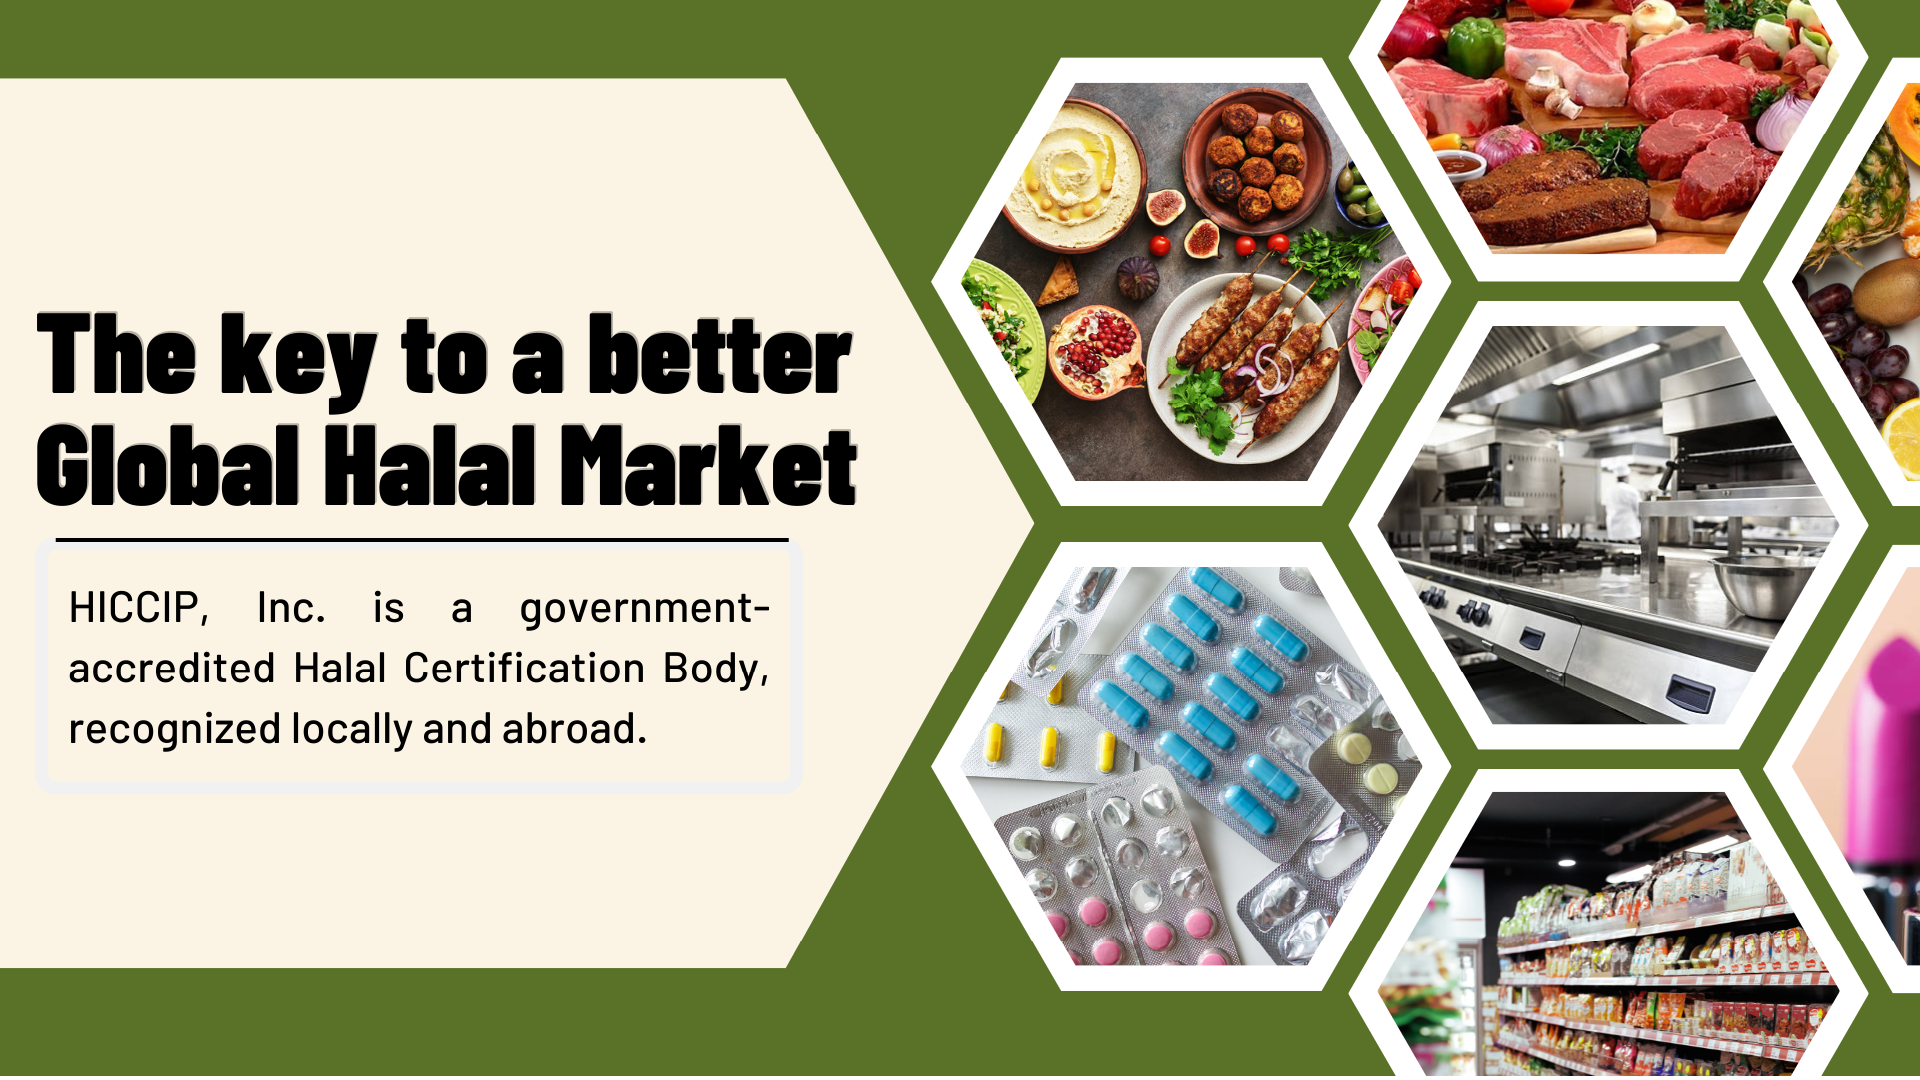 The key to a better
Global Halal Market
HICCIP, Inc. is a government-
accredited Halal Certification Body,
recognized locally and abroad.